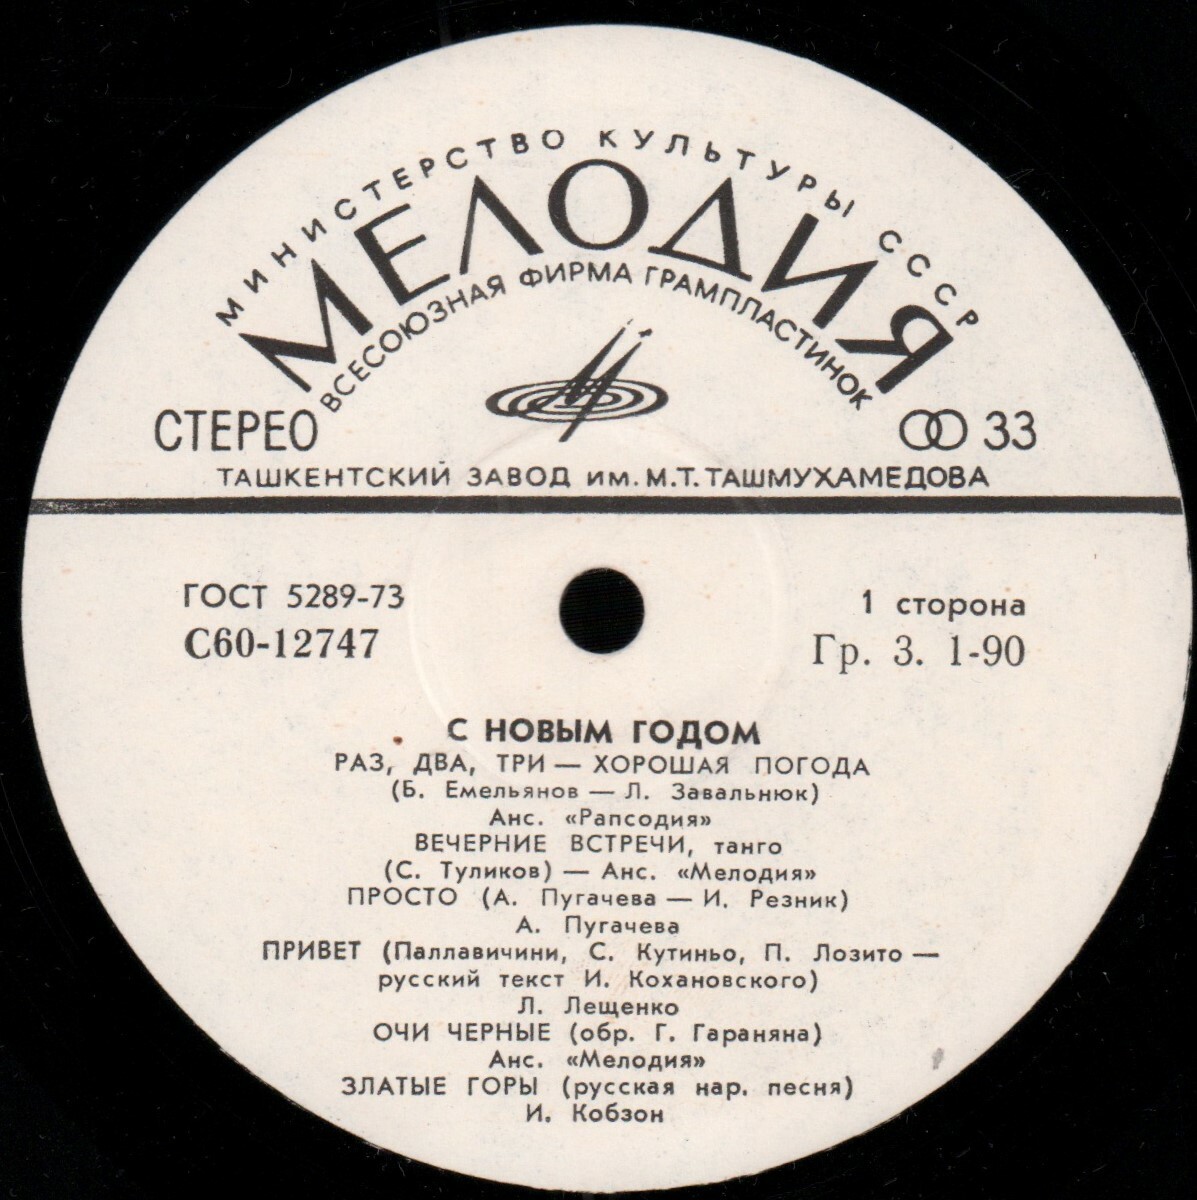 МИНИСТЕРСТВО КУЛЬТУРЫ СССР
МЕЛОДИЯ
ВСЕСОЮЗНАЯ ФИРМА ГРАМПЛАСТИНОК
СТЕРЕО
33
ТАШКЕНТСКИЙ ЗАВОД им. М.Т. ТАШМУХАМЕДОВА
ГОСТ 5289-73
1 сторона
С60-12747
Гр. 3. 1-90
С НОВЫМ ГОДОМ
РАЗ, ДВА, ТРИ — ХОРОШАЯ ПОГОДА
(Б. Емельянов — Л. Завальнюк)
Анс. «Рапсодия»
ВЕЧЕРНИЕ ВСТРЕЧИ, танго
(С. Туликов) — Анс. «Мелодия»
ПРОСТО (А. Пугачева — И. Резник)
А. Пугачева
ПРИВЕТ (Паллавичини, С. Кутиньо, П. Лозито —
русский текст И. Кохановского)
Л. Лещенко
ОЧИ ЧЕРНЫЕ (обр. Г. Гараняна)
Анс. «Мелодия»
ЗЛАТЫЕ ГОРЫ (русская нар. песня)
И. Кобзон